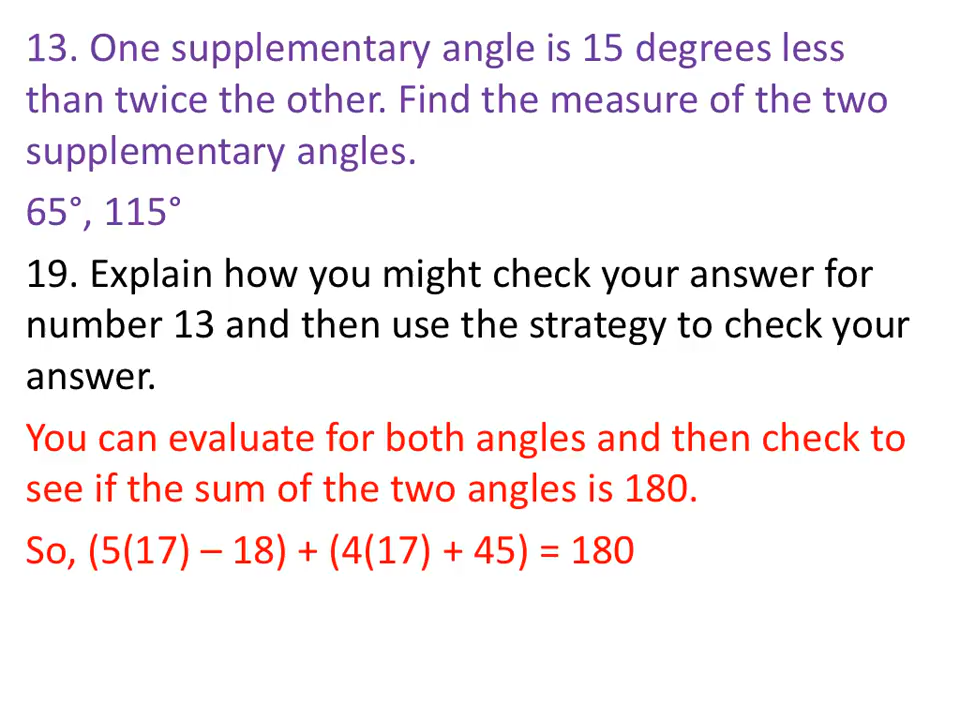 13. One supplementary angle is 15 degrees less
than twice the other. Find the measure of the two
supplementary angles.
65°, 115°
19. Explain how you might check your answer for
number 13 and then use the strategy to check your
answer.
You can evaluate for both angles and then check to
see if the sum of the two angles is 180.
So, (5(17) – 18) + (4(17) + 45) = 180